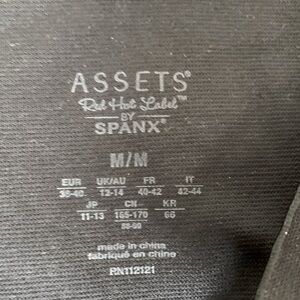 ASSETS®
Red Hot Label™
BY
SPANX®
M/M
EUR UK/AU FR IT
38-40 12-14 40-42 42-44
JP CN KR
11-13 165-170 66
made in china
fabriqué en chine
RN112121